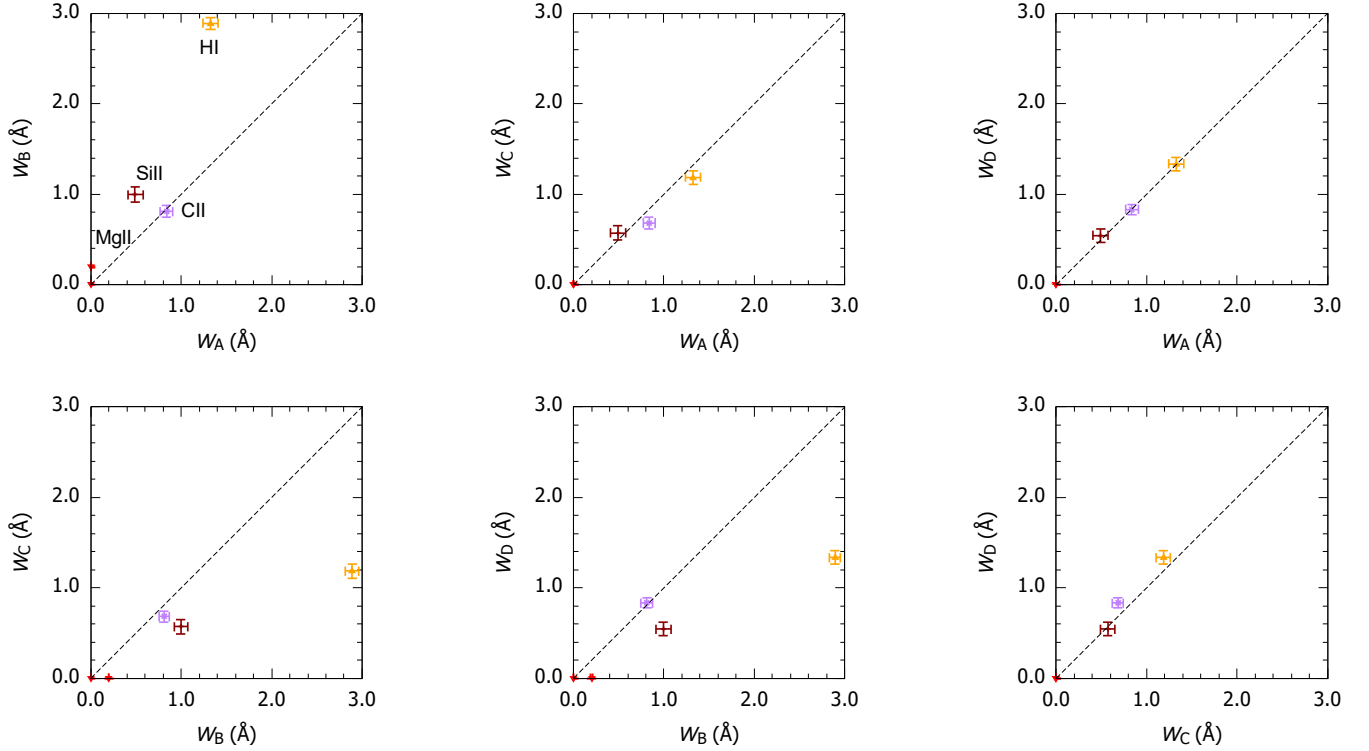 3.0 3.0 3.0
HI
2.0 2.0 2.0
W_B (Å) W_C (Å) W_D (Å)
SiII
1.0 1.0 1.0
CII
MgII
0.0 0.0 0.0
0.0 1.0 2.0 3.0 0.0 1.0 2.0 3.0 0.0 1.0 2.0 3.0
W_A (Å) W_A (Å) W_A (Å)
3.0 3.0 3.0
2.0 2.0 2.0
W_C (Å) W_D (Å) W_D (Å)
1.0 1.0 1.0
0.0 0.0 0.0
0.0 1.0 2.0 3.0 0.0 1.0 2.0 3.0 0.0 1.0 2.0 3.0
W_B (Å) W_B (Å) W_C (Å)